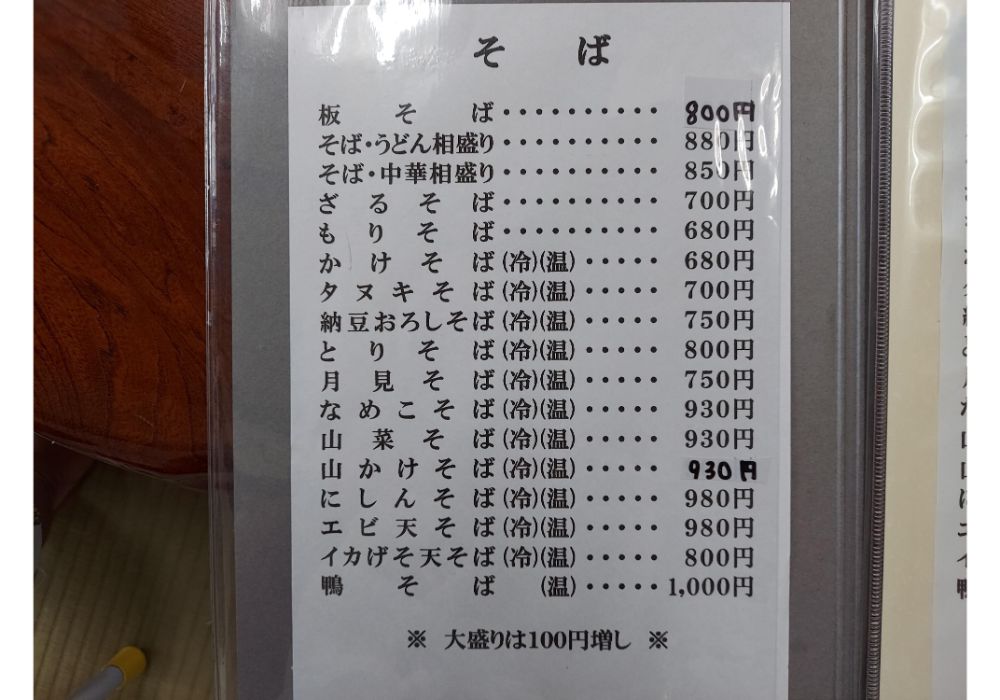 そば
板そば・・・・・・・・・・800円
そば・うどん相盛り・・・・・・・・・・880円
そば・中華相盛り・・・・・・・・・・850円
ざるそば・・・・・・・・・・700円
もりそば・・・・・・・・・・680円
かけそば(冷)(温)・・・・・680円
タヌキそば(冷)(温)・・・・・700円
納豆おろしそば(冷)(温)・・・・・750円
とりそば(冷)(温)・・・・・800円
月見そば(冷)(温)・・・・・750円
なめこそば(冷)(温)・・・・・930円
山菜そば(冷)(温)・・・・・930円
山かけそば(冷)(温)・・・・・930円
にしんそば(冷)(温)・・・・・980円
エビ天そば(冷)(温)・・・・・980円
イカげそ天そば(冷)(温)・・・・・800円
鴨そば(温)・・・・・1,000円
※ 大盛りは100円増し ※